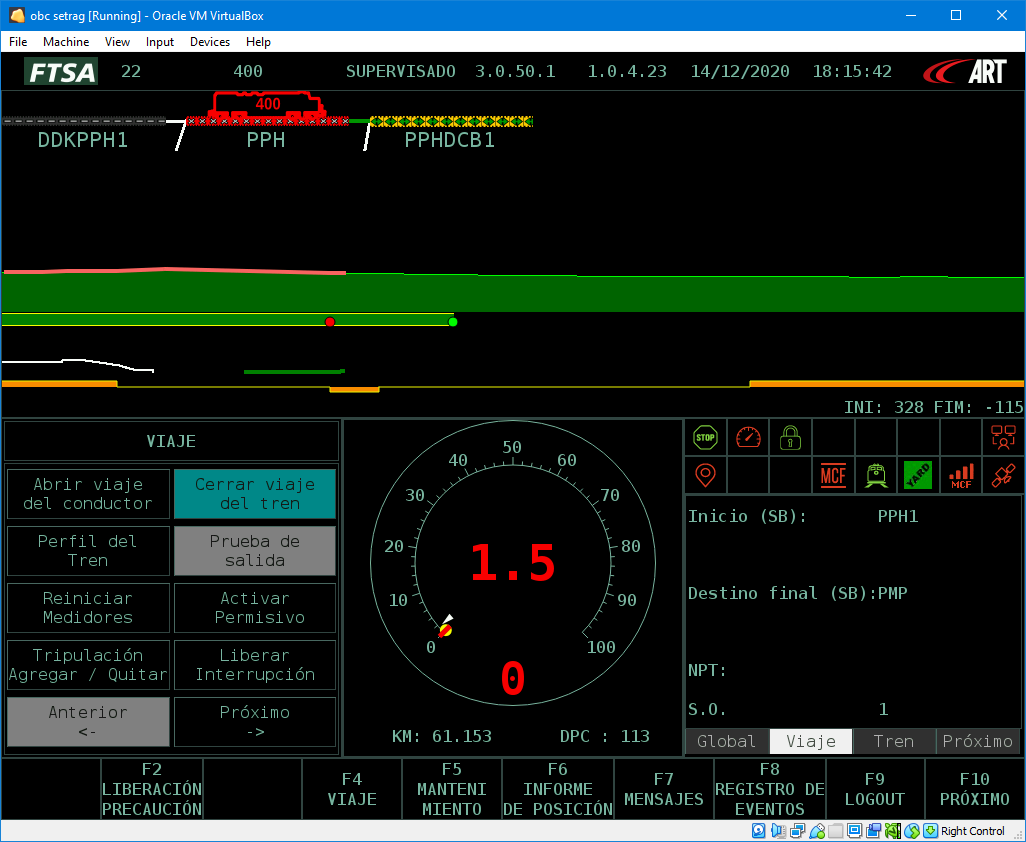 obc setrag [Running] - Oracle VM VirtualBox
File Machine View Input Devices Help
FTSA 22 400 SUPERVISADO 3.0.50.1 1.0.4.23 14/12/2020 18:15:42 ART
400
DDKPPH1 PPH PPHDCB1
INI: 328 FIM: -115
VIAJE
Abrir viaje
del conductor
Cerrar viaje
del tren
Perfil del
Tren
Prueba de
salida
Reiniciar
Medidores
Activar
Permisivo
Tripulación
Agregar / Quitar
Liberar
Interrupción
Anterior
<-
Próximo
->
0 10 20 30 40 50 60 70 80 90 100
1.5
0
KM: 61.153 DPC : 113
STOP
MCF YARD MCF
Inicio (SB): PPH1
Destino final (SB):PMP
NPT:
S.O. 1
Global Viaje Tren Próximo
F2
LIBERACIÓN
PRECAUCIÓN
F4
VIAJE
F5
MANTENI
MIENTO
F6
INFORME
DE POSICIÓN
F7
MENSAJES
F8
REGISTRO DE
EVENTOS
F9
LOGOUT
F10
PRÓXIMO
Right Control